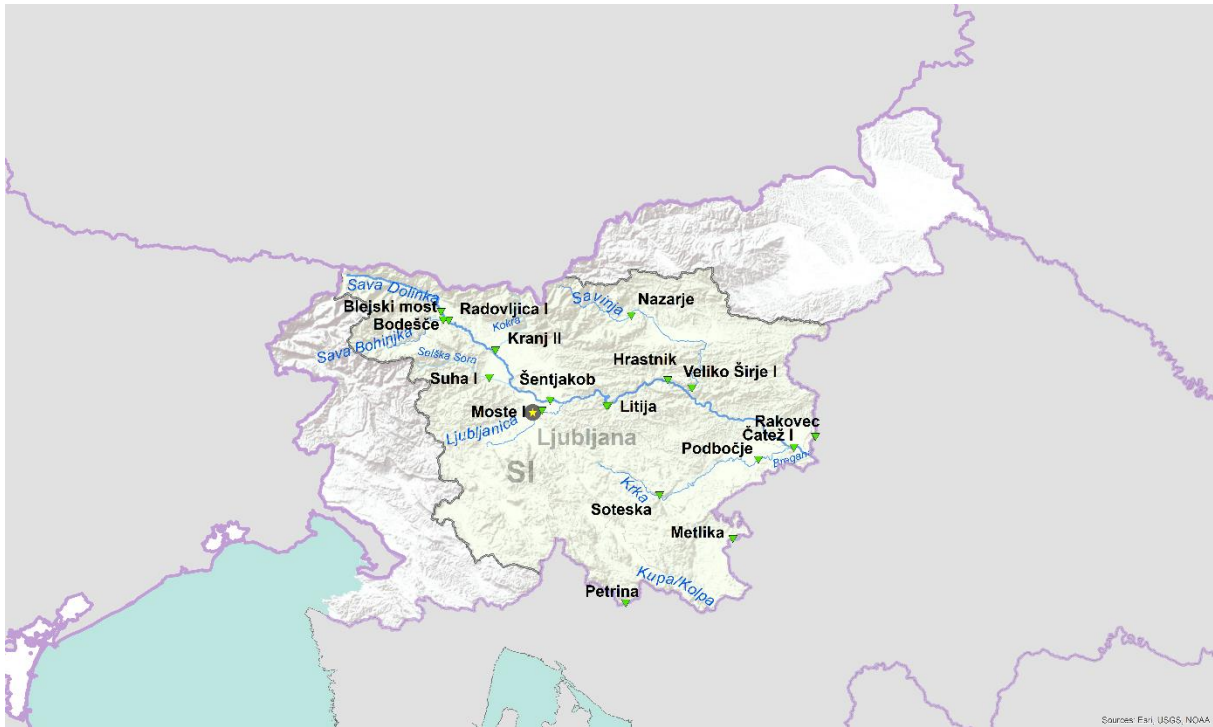 Sava Dolinka
Blejski most
Radovljica I
Bodešče
Kokra
Sava Bohinjka
Kranj II
Selška Sora
Suha I
Savinja
Nazarje
Hrastnik
Veliko Širje I
Šentjakob
Litija
Moste I
Ljubljanica
Ljubljana
SI
Rakovec
Čatež I
Podbočje
Bregana
Krka
Soteska
Metlika
Kupa/Kolpa
Petrina
Sources: Esri, USGS, NOAA